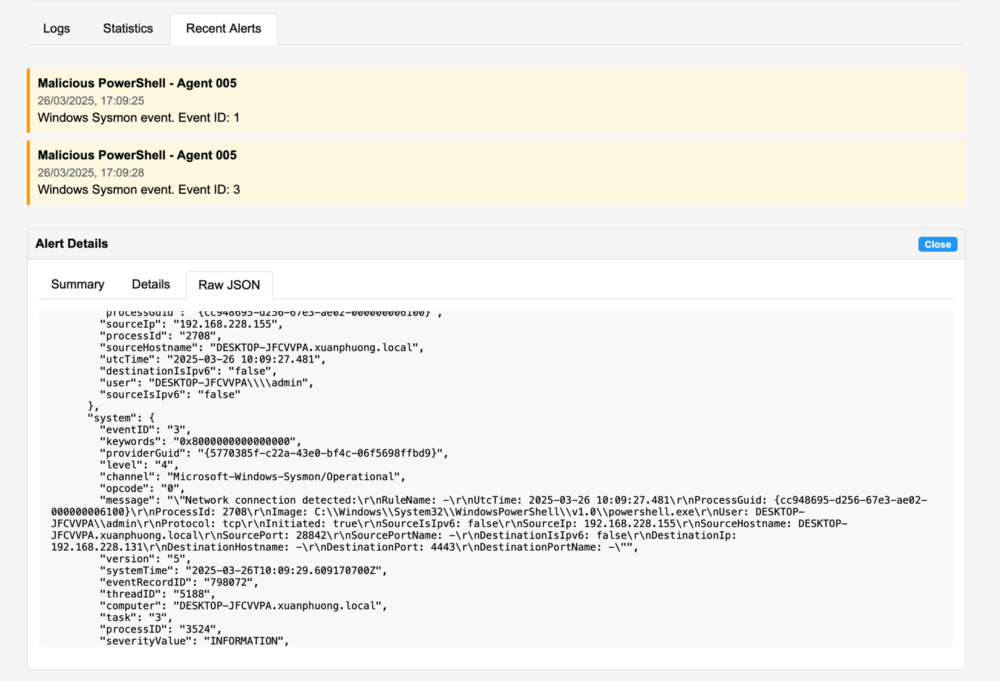 Logs Statistics Recent Alerts
Malicious PowerShell - Agent 005
26/03/2025, 17:09:25
Windows Sysmon event. Event ID: 1
Malicious PowerShell - Agent 005
26/03/2025, 17:09:28
Windows Sysmon event. Event ID: 3
Alert Details Close
Summary Details Raw JSON
"processGuid": "{cc948695-d256-67e3-ae02-000000006100}",
"sourceIp": "192.168.228.155",
"processId": "2708",
"sourceHostname": "DESKTOP-JFCVVPA.xuanphuong.local",
"utcTime": "2025-03-26 10:09:27.481",
"destinationIsIpv6": "false",
"user": "DESKTOP-JFCVVPA\\\\admin",
"sourceIsIpv6": "false"
},
"system": {
"eventID": "3",
"keywords": "0x8000000000000000",
"providerGuid": "{5770385f-c22a-43e0-bf4c-06f5698ffbd9}",
"level": "4",
"channel": "Microsoft-Windows-Sysmon/Operational",
"opcode": "0",
"message": "\"Network connection detected:\r\nRuleName: -\r\nUtcTime: 2025-03-26 10:09:27.481\r\nProcessGuid: {cc948695-d256-67e3-ae02-
000000006100}\r\nProcessId: 2708\r\nImage: C:\\Windows\\System32\\WindowsPowerShell\\v1.0\\powershell.exe\r\nUser: DESKTOP-
JFCVVPA\\admin\r\nProtocol: tcp\r\nInitiated: true\r\nSourceIsIpv6: false\r\nSourceIp: 192.168.228.155\r\nSourceHostname: DESKTOP-
JFCVVPA.xuanphuong.local\r\nSourcePort: 28842\r\nSourcePortName: -\r\nDestinationIsIpv6: false\r\nDestinationIp:
192.168.228.131\r\nDestinationHostname: -\r\nDestinationPort: 4443\r\nDestinationPortName: -\"",
"version": "5",
"systemTime": "2025-03-26T10:09:29.609170700Z",
"eventRecordID": "798072",
"threadID": "5188",
"computer": "DESKTOP-JFCVVPA.xuanphuong.local",
"task": "3",
"processID": "3524",
"severityValue": "INFORMATION",